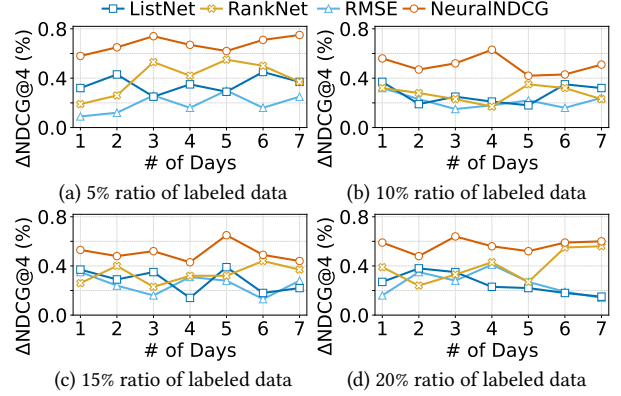 ListNet RankNet RMSE NeuralNDCG
ΔNDCG@4 (%)
0.8
0.4
0.0
1 2 3 4 5 6 7
# of Days
(a) 5% ratio of labeled data
ΔNDCG@4 (%)
0.8
0.4
0.0
1 2 3 4 5 6 7
# of Days
(b) 10% ratio of labeled data
ΔNDCG@4 (%)
0.8
0.4
0.0
1 2 3 4 5 6 7
# of Days
(c) 15% ratio of labeled data
ΔNDCG@4 (%)
0.8
0.4
0.0
1 2 3 4 5 6 7
# of Days
(d) 20% ratio of labeled data